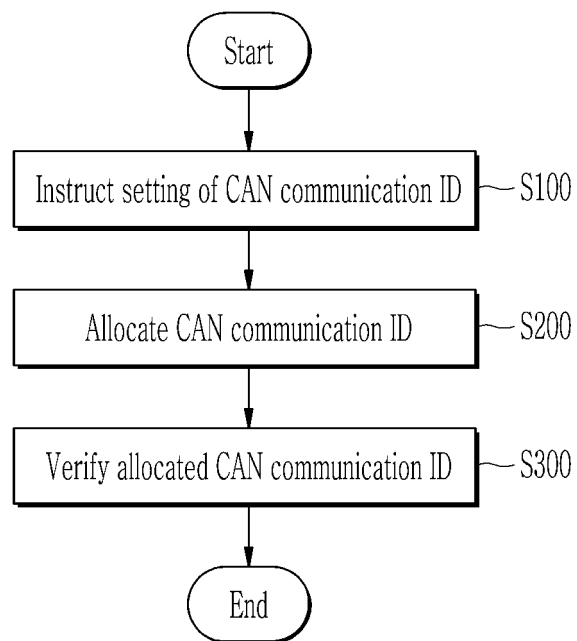 Start
Instruct setting of CAN communication ID
S100
Allocate CAN communication ID
S200
Verify allocated CAN communication ID
S300
End